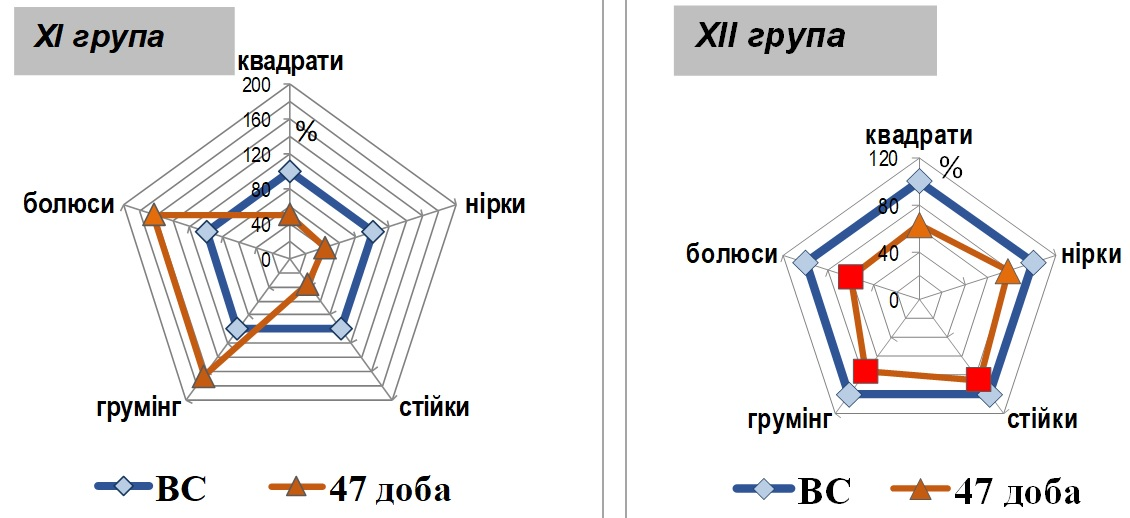 XI група
квадрати
200
160
%
120
80
40
0
болюси
нірки
грумінг
стійки
ВС
47 доба
XII група
квадрати
120
%
80
40
0
болюси
нірки
грумінг
стійки
ВС
47 доба